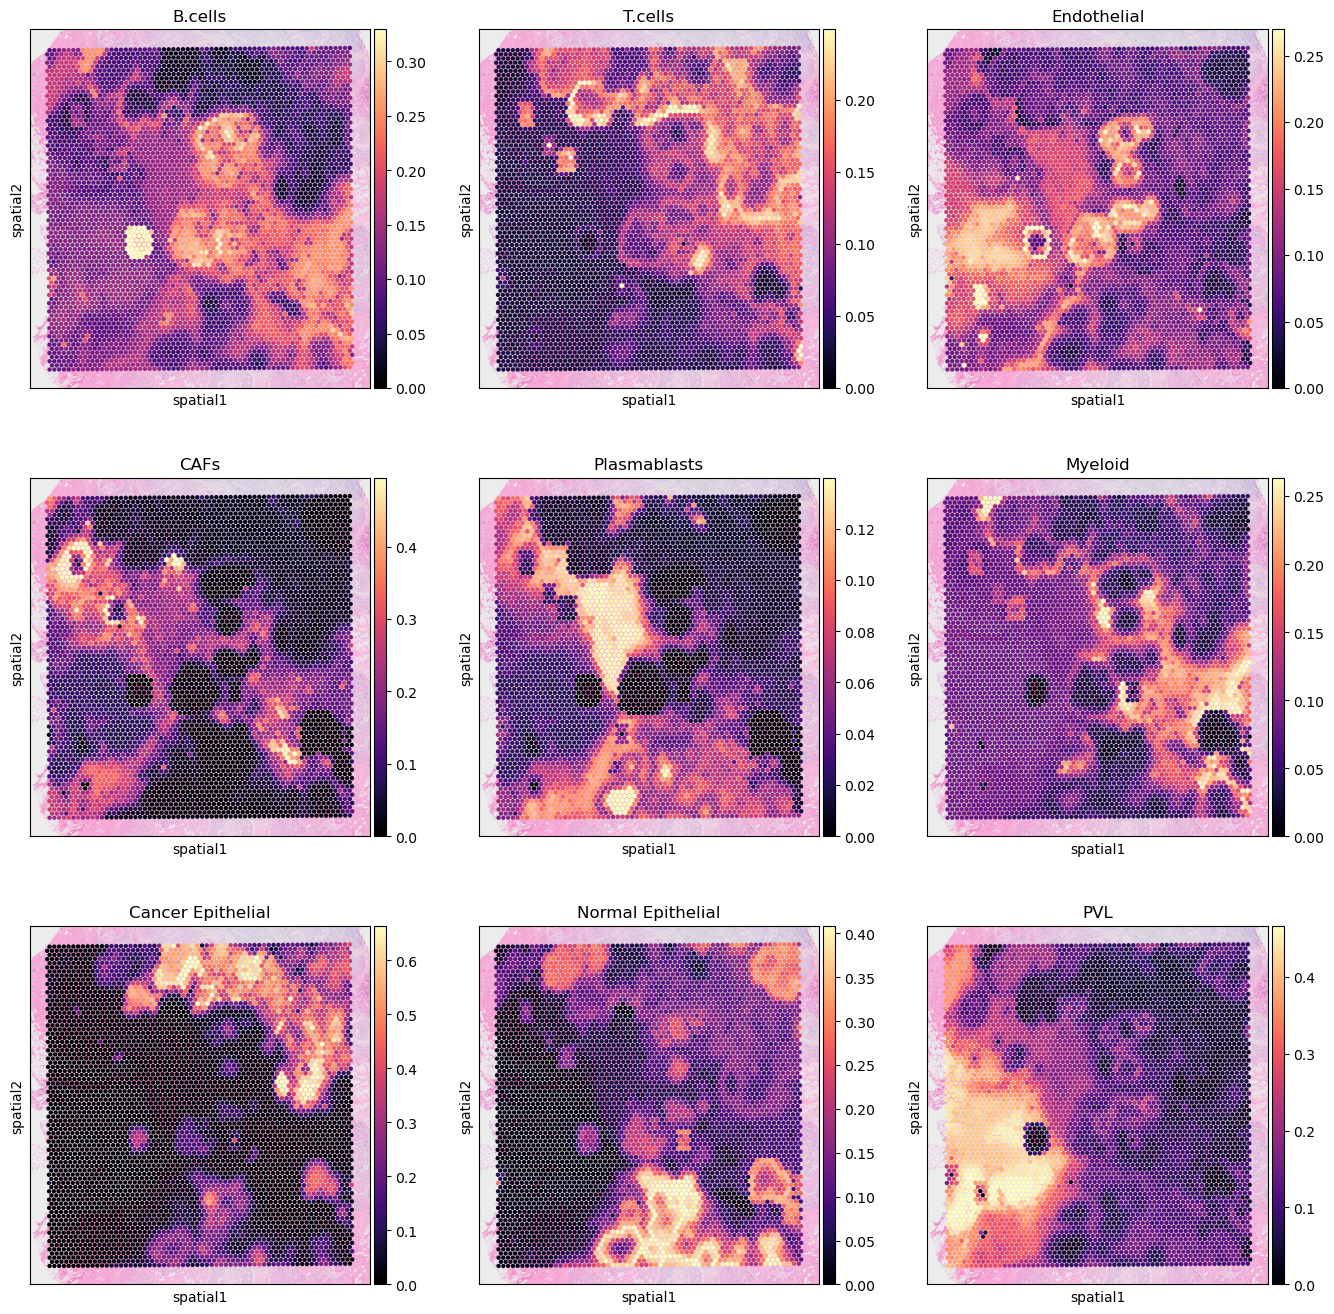 B.cells
T.cells
Endothelial
spatial2
0.30
0.25
0.20
0.15
0.10
0.05
0.00
spatial1
spatial2
0.20
0.15
0.10
0.05
0.00
spatial1
spatial2
0.25
0.20
0.15
0.10
0.05
0.00
spatial1
CAFs
Plasmablasts
Myeloid
spatial2
0.4
0.3
0.2
0.1
0.0
spatial1
spatial2
0.12
0.10
0.08
0.06
0.04
0.02
0.00
spatial1
spatial2
0.25
0.20
0.15
0.10
0.05
0.00
spatial1
Cancer Epithelial
Normal Epithelial
PVL
spatial2
0.6
0.5
0.4
0.3
0.2
0.1
0.0
spatial1
spatial2
0.40
0.35
0.30
0.25
0.20
0.15
0.10
0.05
0.00
spatial1
spatial2
0.4
0.3
0.2
0.1
0.0
spatial1